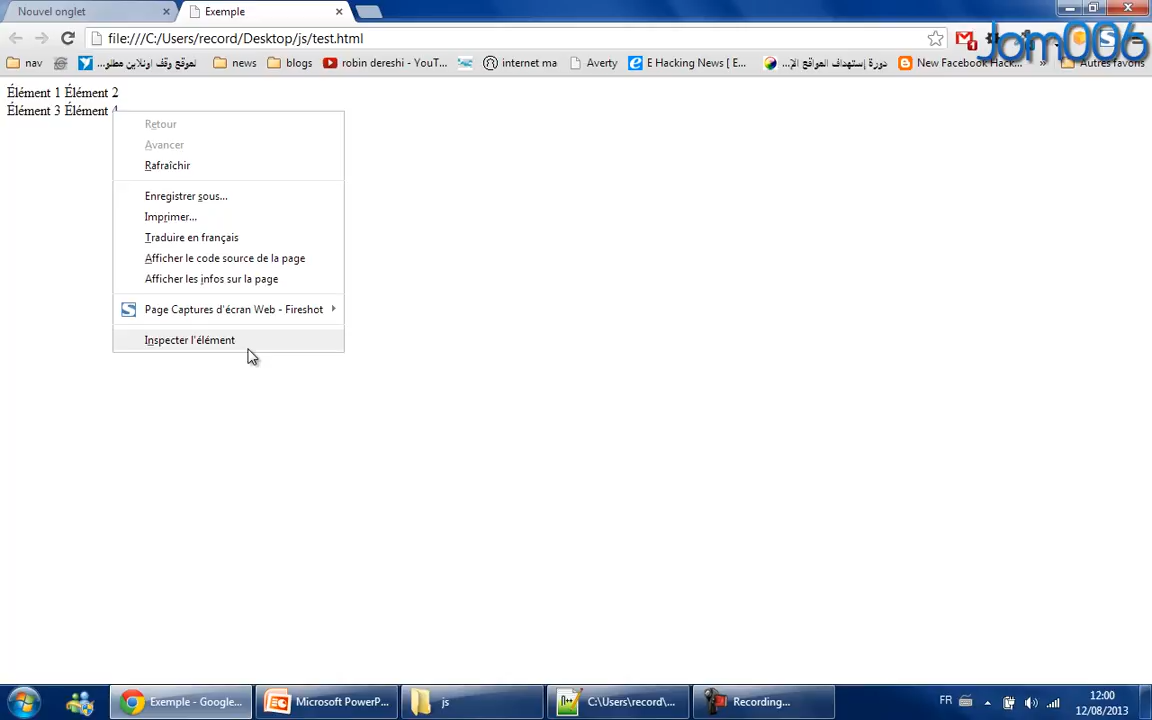 Nouvel onglet
Exemple
file:///C:/Users/record/Desktop/js/test.html
Jom006
nav
لموقع وقف اونلاين مطلو...
news
blogs
robin dereshi - YouT...
internet ma
Averty
E Hacking News [ E...
دورة إستهداف المواقع الإ...
New Facebook Hack...
»
Autres favoris
Élément 1 Élément 2
Élément 3 Élément 4
Retour
Avancer
Rafraîchir
Enregistrer sous...
Imprimer...
Traduire en français
Afficher le code source de la page
Afficher les infos sur la page
Page Captures d'écran Web - Fireshot
Inspecter l'élément
Exemple - Google...
Microsoft PowerP...
js
C:\Users\record\...
Recording...
FR
12:00
12/08/2013